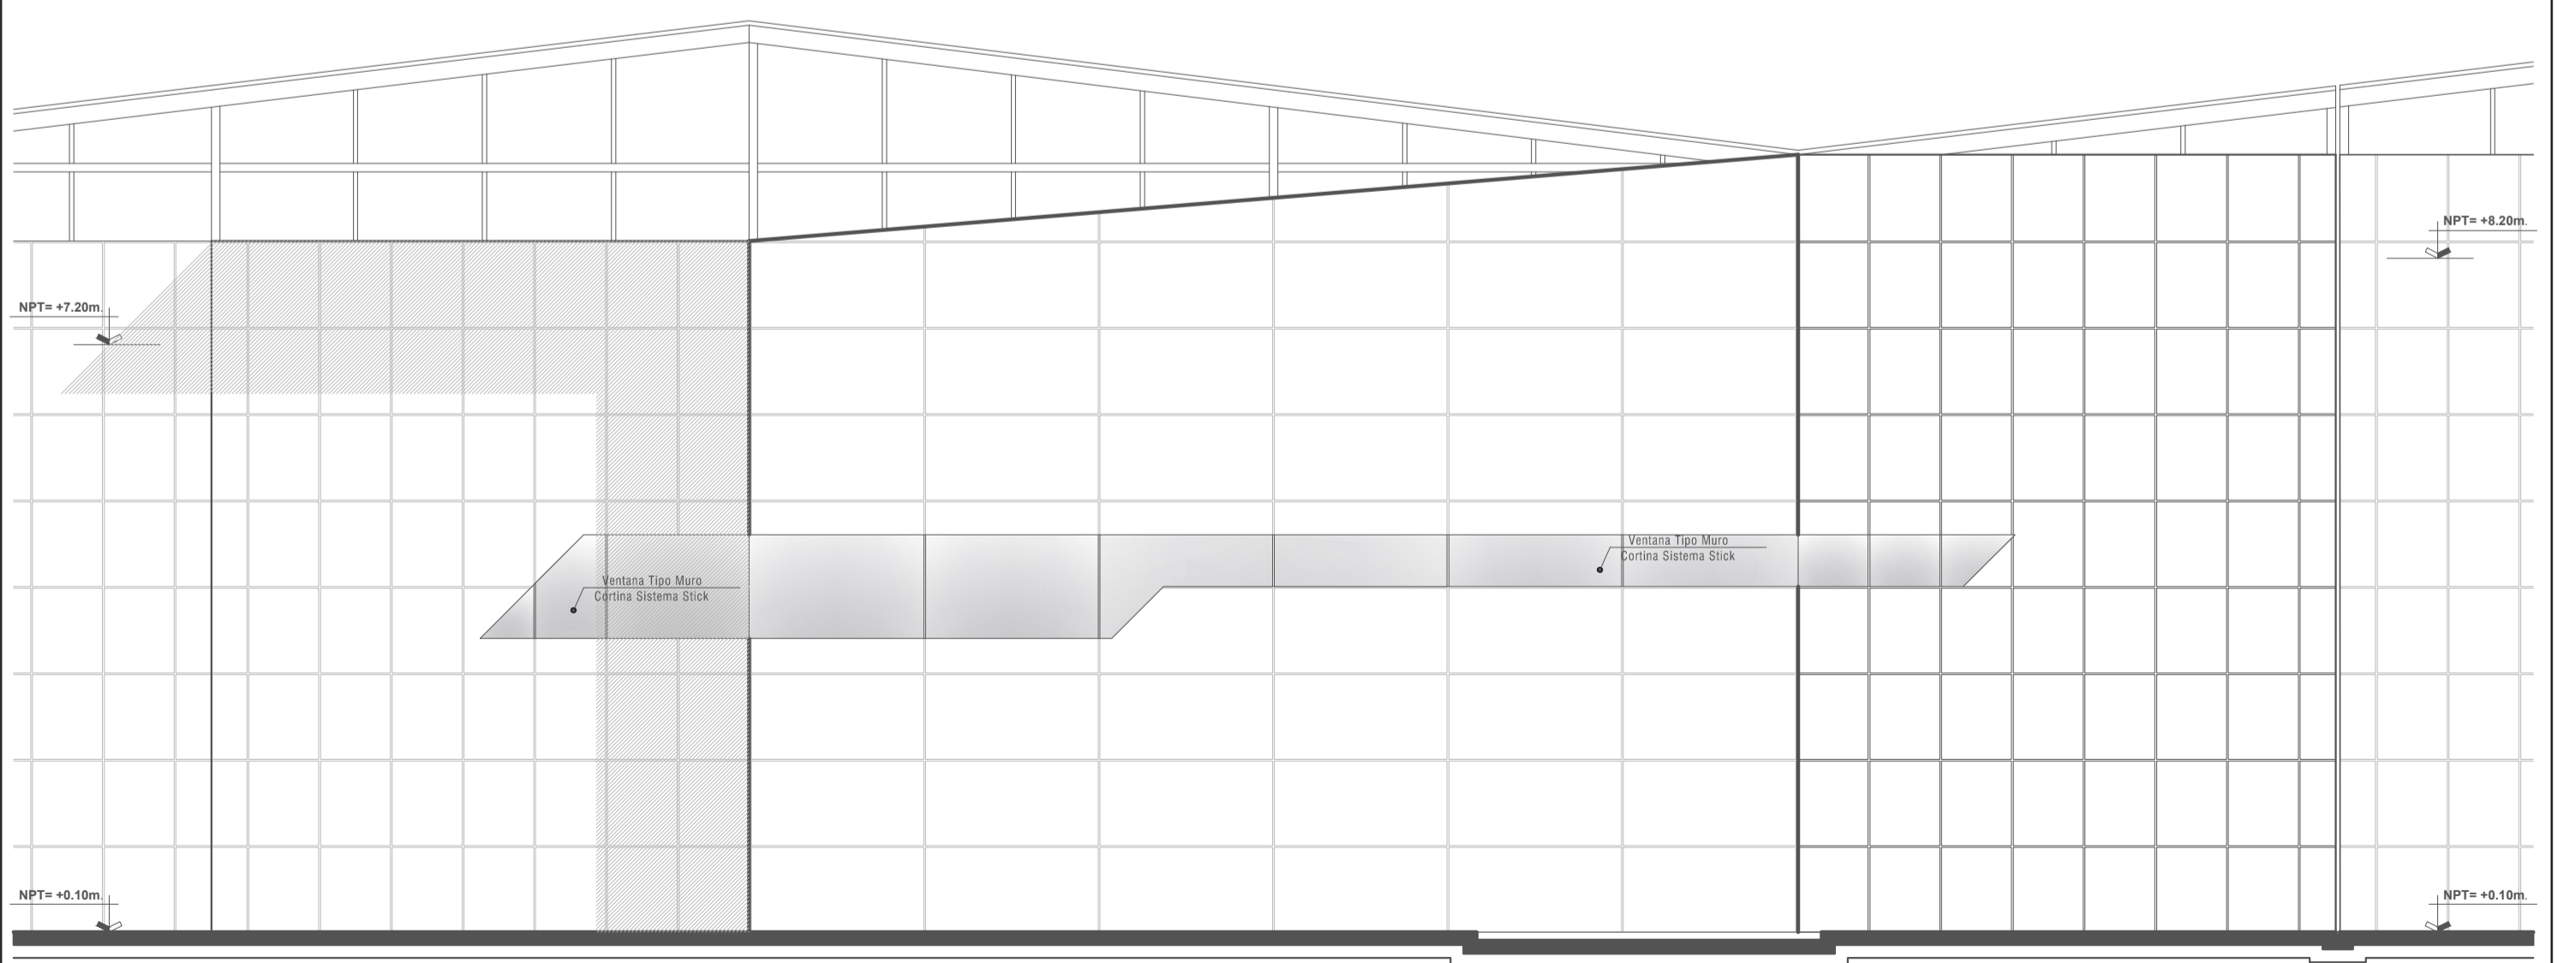 NPT= +8.20m.
NPT= +7.20m.
Ventana Tipo Muro
Cortina Sistema Stick
Ventana Tipo Muro
Cortina Sistema Stick
NPT= +0.10m.
NPT= +0.10m.